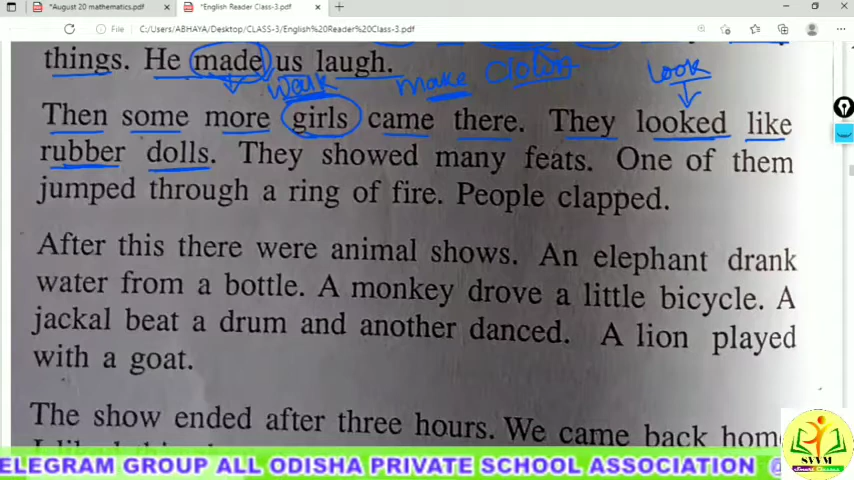 *August 20 mathematics.pdf
*English Reader Class-3.pdf
C:/Users/ABHAYA/Desktop/CLASS-3/English%20Reader%20Class-3.pdf
things. He made us laugh.
walk make Clown look
Then some more girls came there. They looked like
rubber dolls. They showed many feats. One of them
jumped through a ring of fire. People clapped.
After this there were animal shows. An elephant drank
water from a bottle. A monkey drove a little bicycle. A
jackal beat a drum and another danced. A lion played
with a goat.
The show ended after three hours. We came back home
ELEGRAM GROUP ALL ODISHA PRIVATE SCHOOL ASSOCIATION @
SVVM
Smart Classes